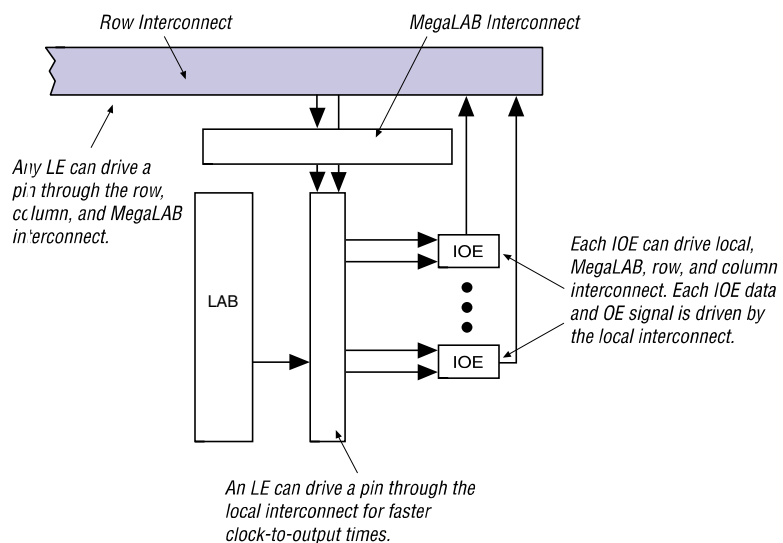 Row Interconnect
MegaLAB Interconnect
Any LE can drive a
pin through the row,
column, and MegaLAB
interconnect.
LAB
IOE
IOE
Each IOE can drive local,
MegaLAB, row, and column
interconnect. Each IOE data
and OE signal is driven by
the local interconnect.
An LE can drive a pin through the
local interconnect for faster
clock-to-output times.